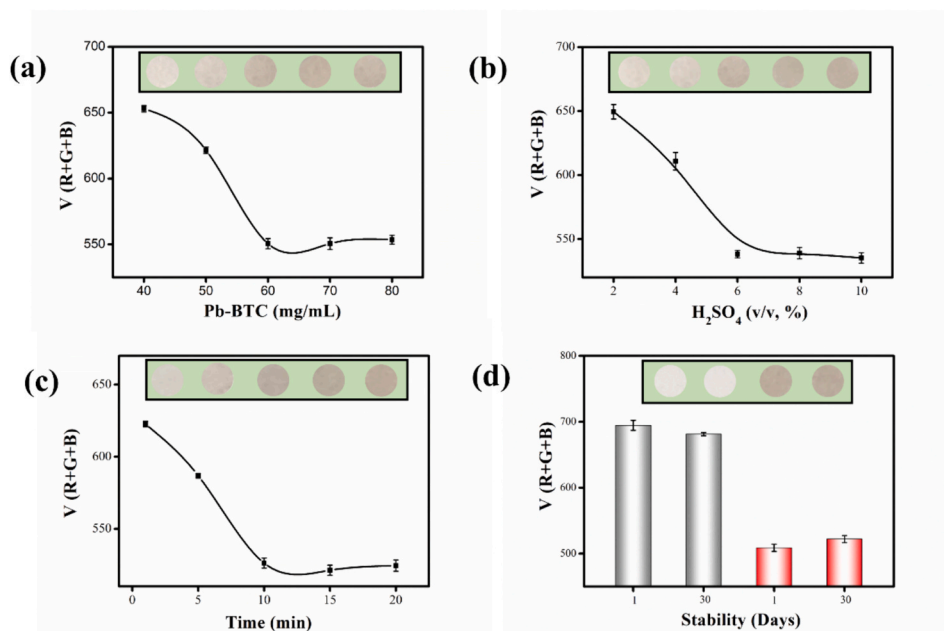 (a)
700
650
600
550
V (R+G+B)
40 50 60 70 80
Pb-BTC (mg/mL)
(b)
700
650
600
550
V (R+G+B)
2 4 6 8 10
H₂SO₄ (v/v, %)
(c)
650
600
550
V (R+G+B)
0 5 10 15 20
Time (min)
(d)
800
700
600
500
V (R+G+B)
1 30 1 30
Stability (Days)